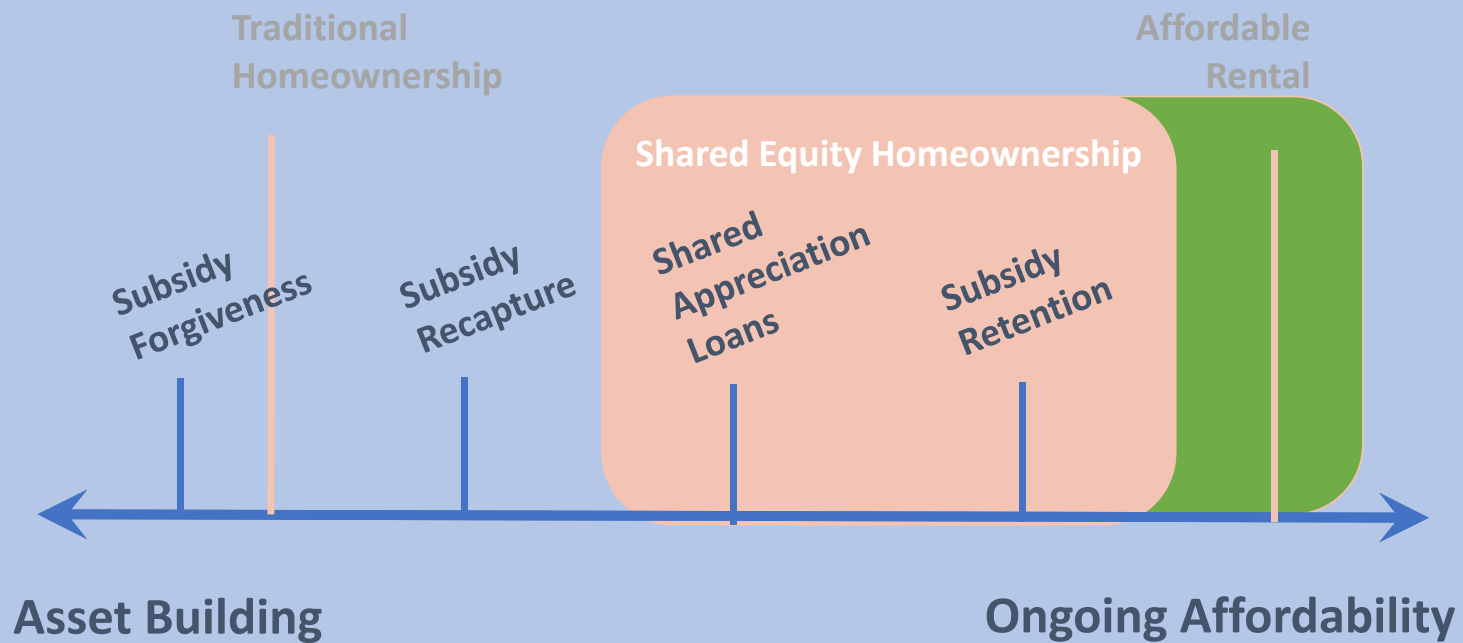 Traditional
Homeownership
Affordable
Rental
Shared Equity Homeownership
Subsidy
Forgiveness
Subsidy
Recapture
Shared
Appreciation
Loans
Subsidy
Retention
Asset Building
Ongoing Affordability